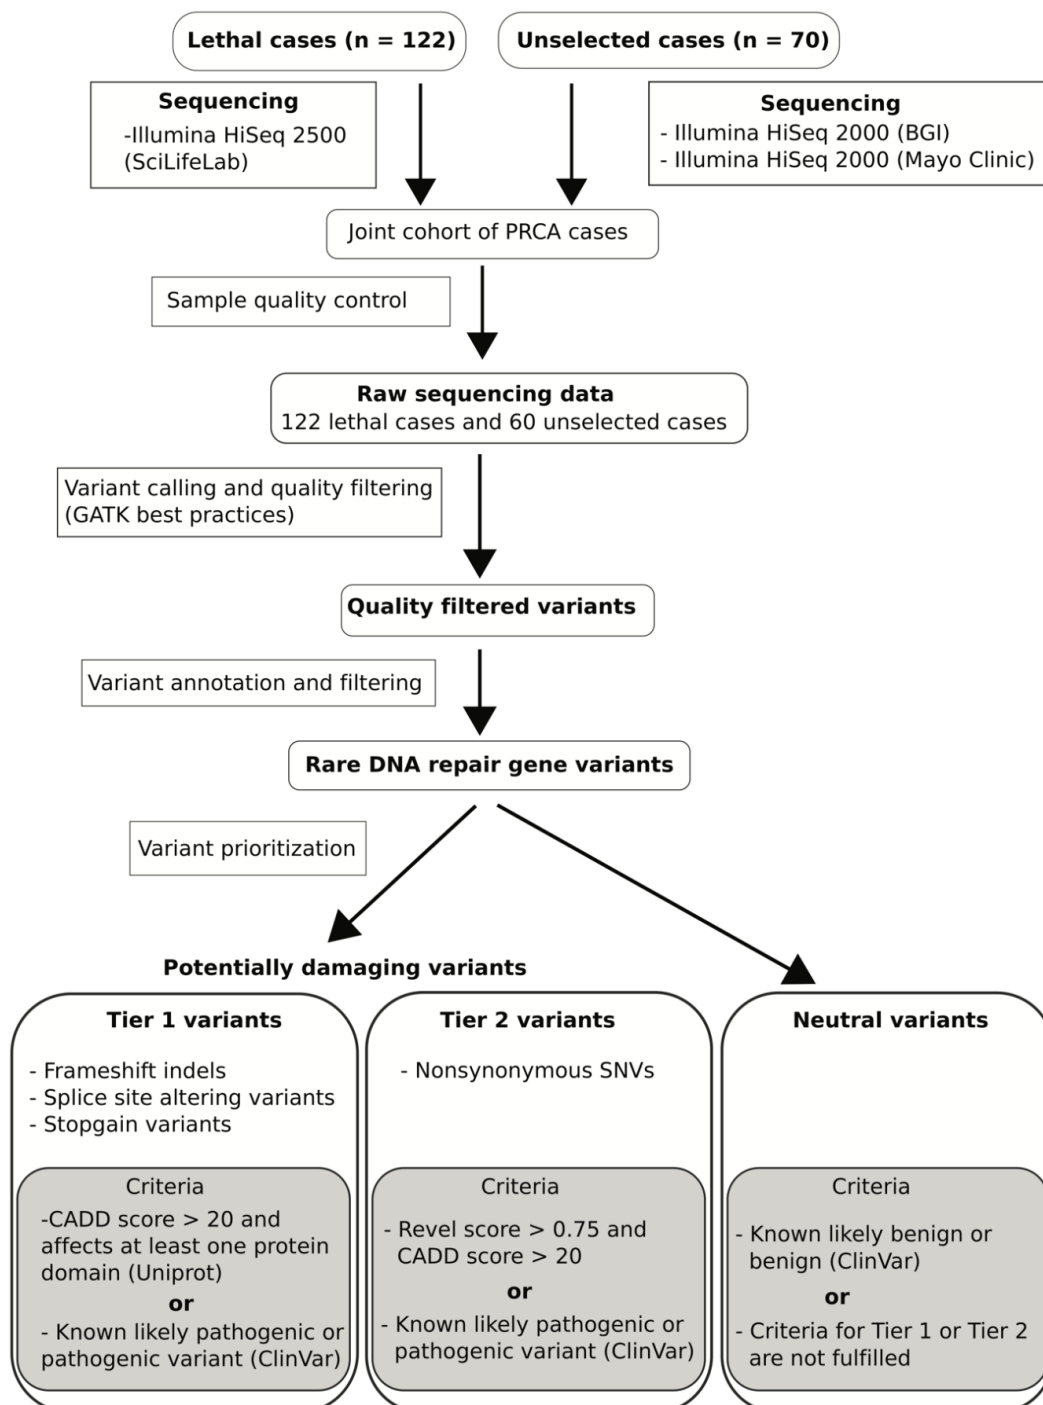 Lethal cases (n = 122)
Unselected cases (n = 70)
Sequencing
-Illumina HiSeq 2500
(SciLifeLab)
Sequencing
- Illumina HiSeq 2000 (BGI)
- Illumina HiSeq 2000 (Mayo Clinic)
Joint cohort of PRCA cases
Sample quality control
Raw sequencing data
122 lethal cases and 60 unselected cases
Variant calling and quality filtering
(GATK best practices)
Quality filtered variants
Variant annotation and filtering
Rare DNA repair gene variants
Variant prioritization
Potentially damaging variants
Tier 1 variants
- Frameshift indels
- Splice site altering variants
- Stopgain variants
Criteria
-CADD score > 20 and
affects at least one protein
domain (Uniprot)
or
- Known likely pathogenic or
pathogenic variant (ClinVar)
Tier 2 variants
- Nonsynonymous SNVs
Criteria
- Revel score > 0.75 and
CADD score > 20
or
- Known likely pathogenic or
pathogenic variant (ClinVar)
Neutral variants
Criteria
- Known likely benign or
benign (ClinVar)
or
- Criteria for Tier 1 or Tier 2
are not fulfilled